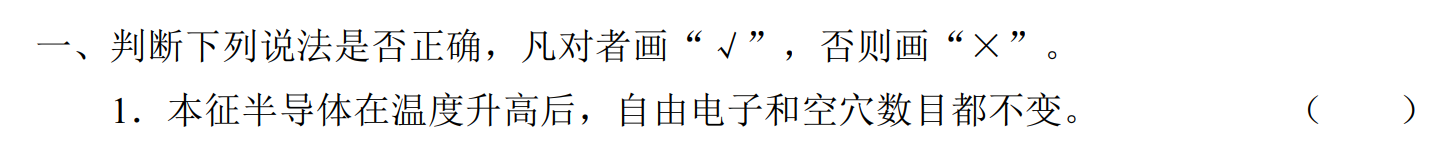 一、判断下列说法是否正确，凡对者画“√”，否则画“×”。
1．本征半导体在温度升高后，自由电子和空穴数目都不变。 （ ）